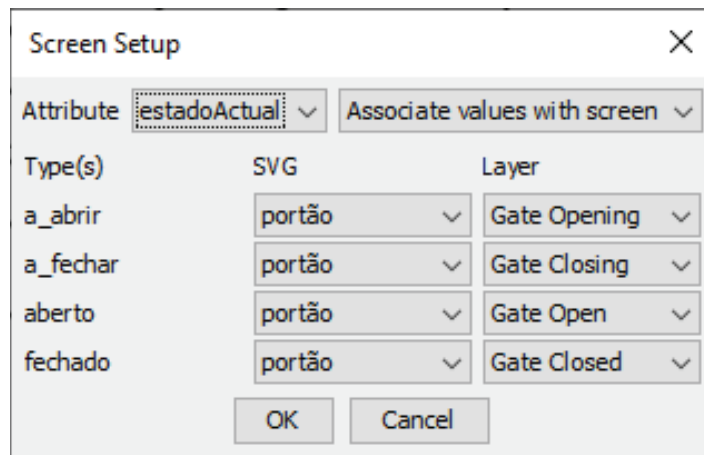 Screen Setup
Attribute estadoActual Associate values with screen
Type(s) SVG Layer
a_abrir portão Gate Opening
a_fechar portão Gate Closing
aberto portão Gate Open
fechado portão Gate Closed
OK Cancel